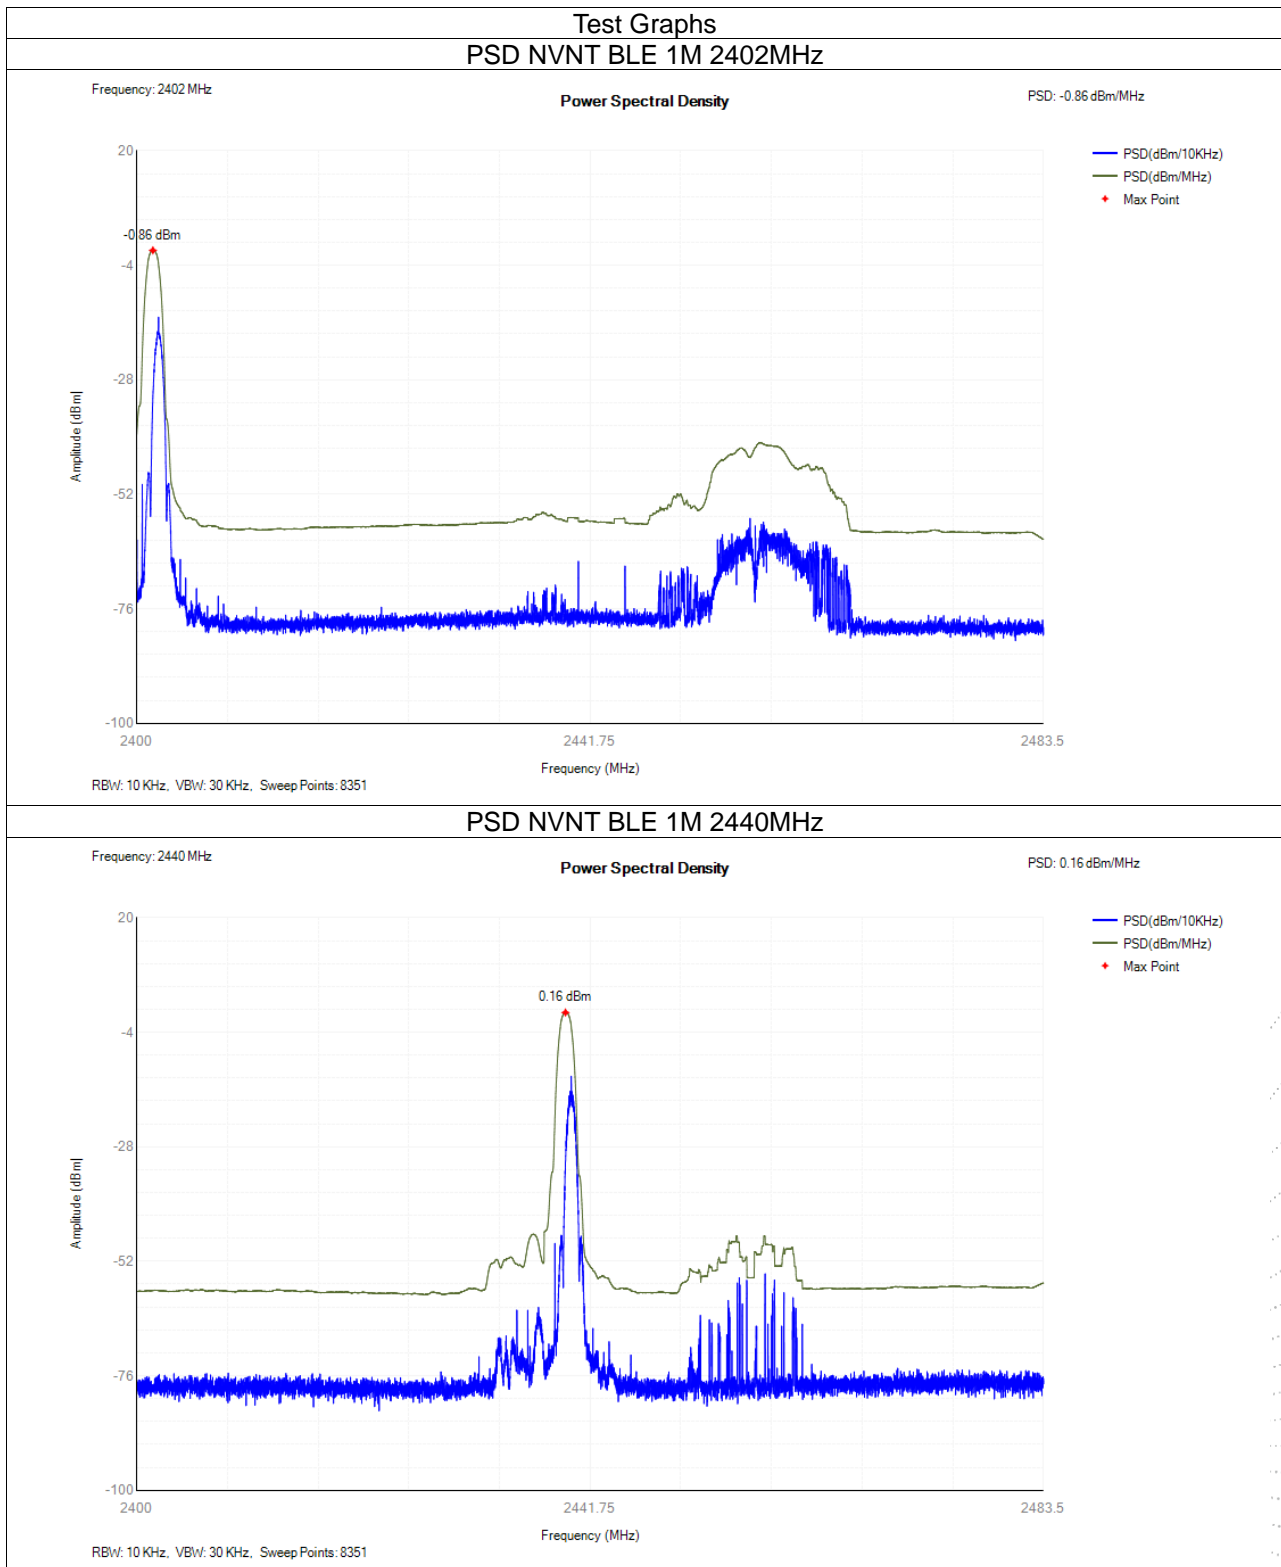 Test Graphs
PSD NVNT BLE 1M 2402MHz
Frequency: 2402 MHz
Power Spectral Density
PSD: -0.86 dBm/MHz
PSD(dBm/10KHz)
PSD(dBm/MHz)
Max Point
-0.86 dBm
20
-4
-28
-52
-76
-100
Amplitude (dBm)
2400
2441.75
2483.5
Frequency (MHz)
RBW: 10 KHz, VBW: 30 KHz, Sweep Points: 8351
PSD NVNT BLE 1M 2440MHz
Frequency: 2440 MHz
Power Spectral Density
PSD: 0.16 dBm/MHz
PSD(dBm/10KHz)
PSD(dBm/MHz)
Max Point
0.16 dBm
20
-4
-28
-52
-76
-100
Amplitude (dBm)
2400
2441.75
2483.5
Frequency (MHz)
RBW: 10 KHz, VBW: 30 KHz, Sweep Points: 8351